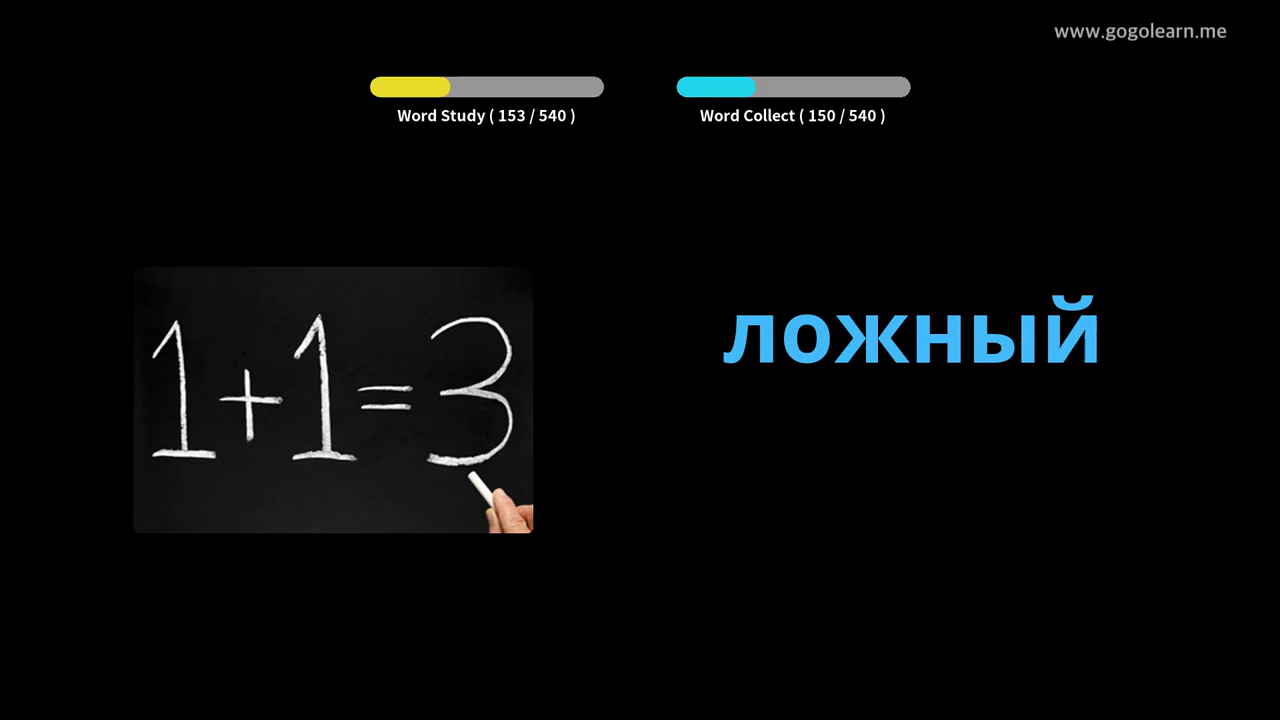 www.gogolearn.me
Word Study ( 153 / 540 )
Word Collect ( 150 / 540 )
1+1=3
ложный